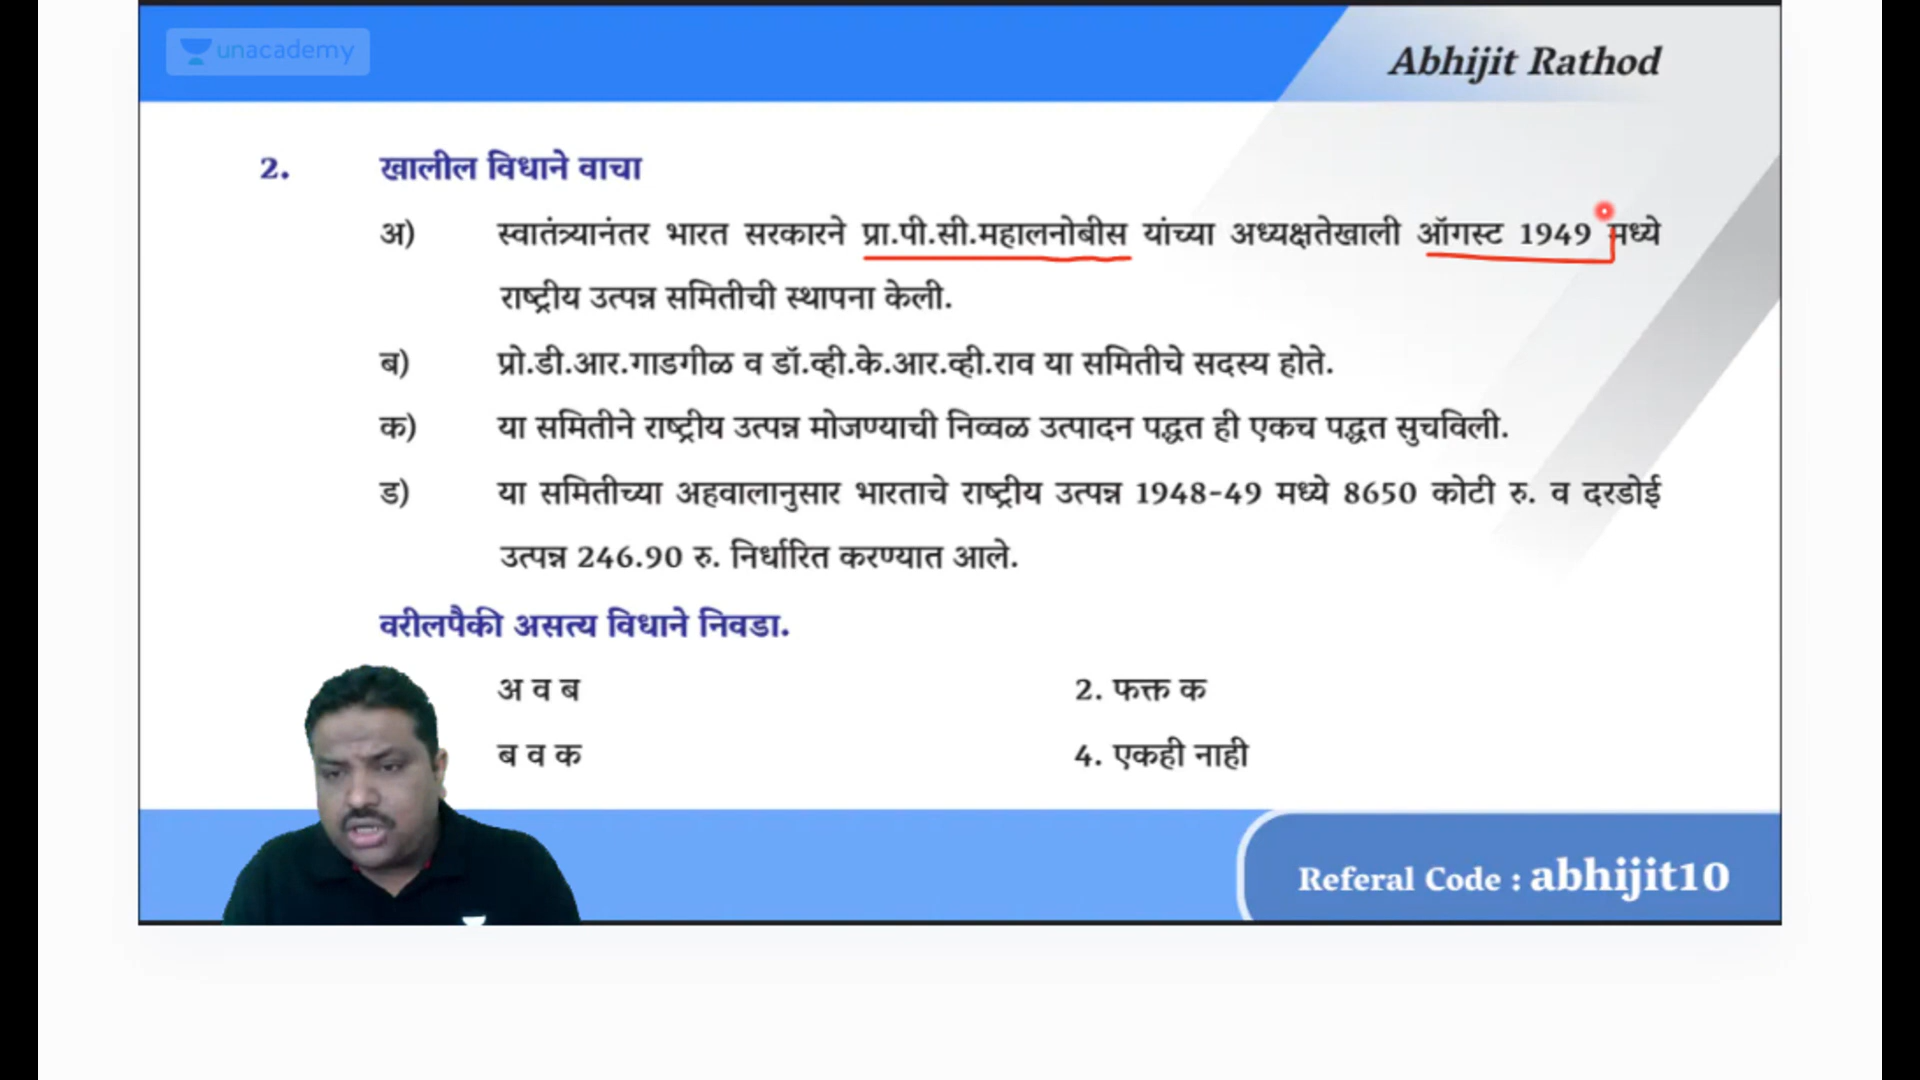 unacademy
Abhijit Rathod
2. खालील विधाने वाचा
अ) स्वातंत्र्यानंतर भारत सरकारने प्रा.पी.सी.महालनोबीस यांच्या अध्यक्षतेखाली ऑगस्ट 1949 मध्ये
राष्ट्रीय उत्पन्न समितीची स्थापना केली.
ब) प्रो.डी.आर.गाडगीळ व डॉ.व्ही.के.आर.व्ही.राव या समितीचे सदस्य होते.
क) या समितीने राष्ट्रीय उत्पन्न मोजण्याची निव्वळ उत्पादन पद्धत ही एकच पद्धत सुचविली.
ड) या समितीच्या अहवालानुसार भारताचे राष्ट्रीय उत्पन्न 1948-49 मध्ये 8650 कोटी रु. व दरडोई
उत्पन्न 246.90 रु. निर्धारित करण्यात आले.
वरीलपैकी असत्य विधाने निवडा.
अ व ब 2. फक्त क
ब व क 4. एकही नाही
Referal Code : abhijit10